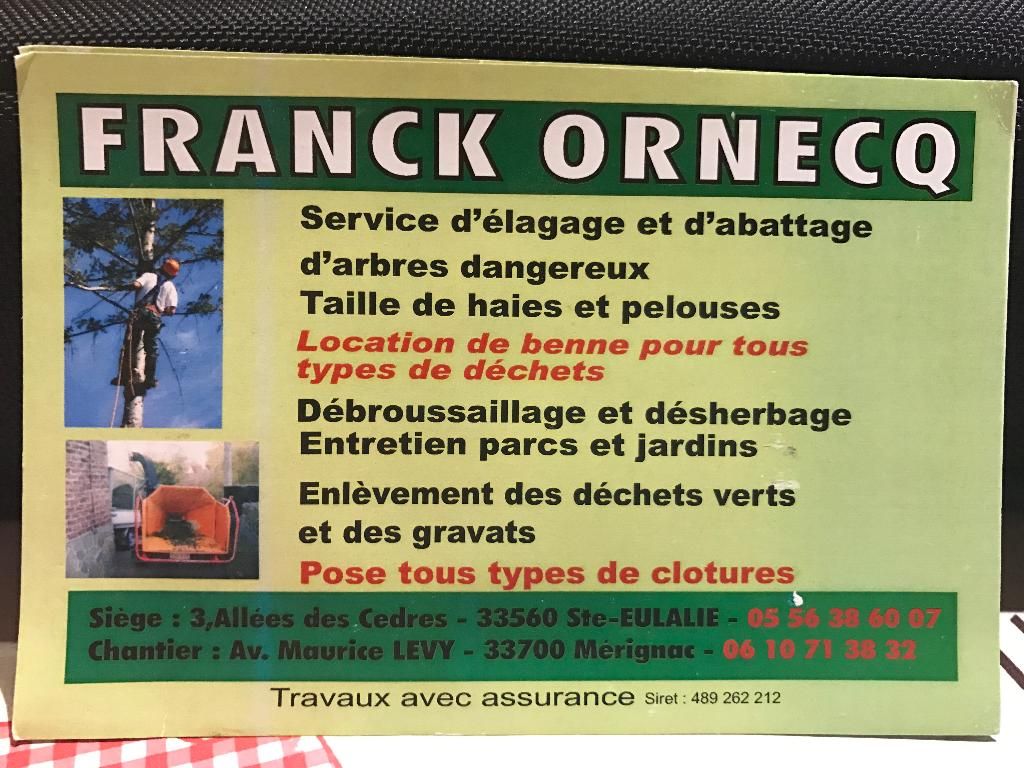 FRANCK ORNECQ
Service d'élagage et d'abattage
d'arbres dangereux
Taille de haies et pelouses
Location de benne pour tous
types de déchets
Débroussaillage et désherbage
Entretien parcs et jardins
Enlèvement des déchets verts
et des gravats
Pose tous types de clotures
Siège : 3,Allées des Cedres - 33560 Ste-EULALIE - 05 56 38 60 07
Chantier : Av. Maurice LEVY - 33700 Mérignac - 06 10 71 38 32
Travaux avec assurance Siret : 489 262 212